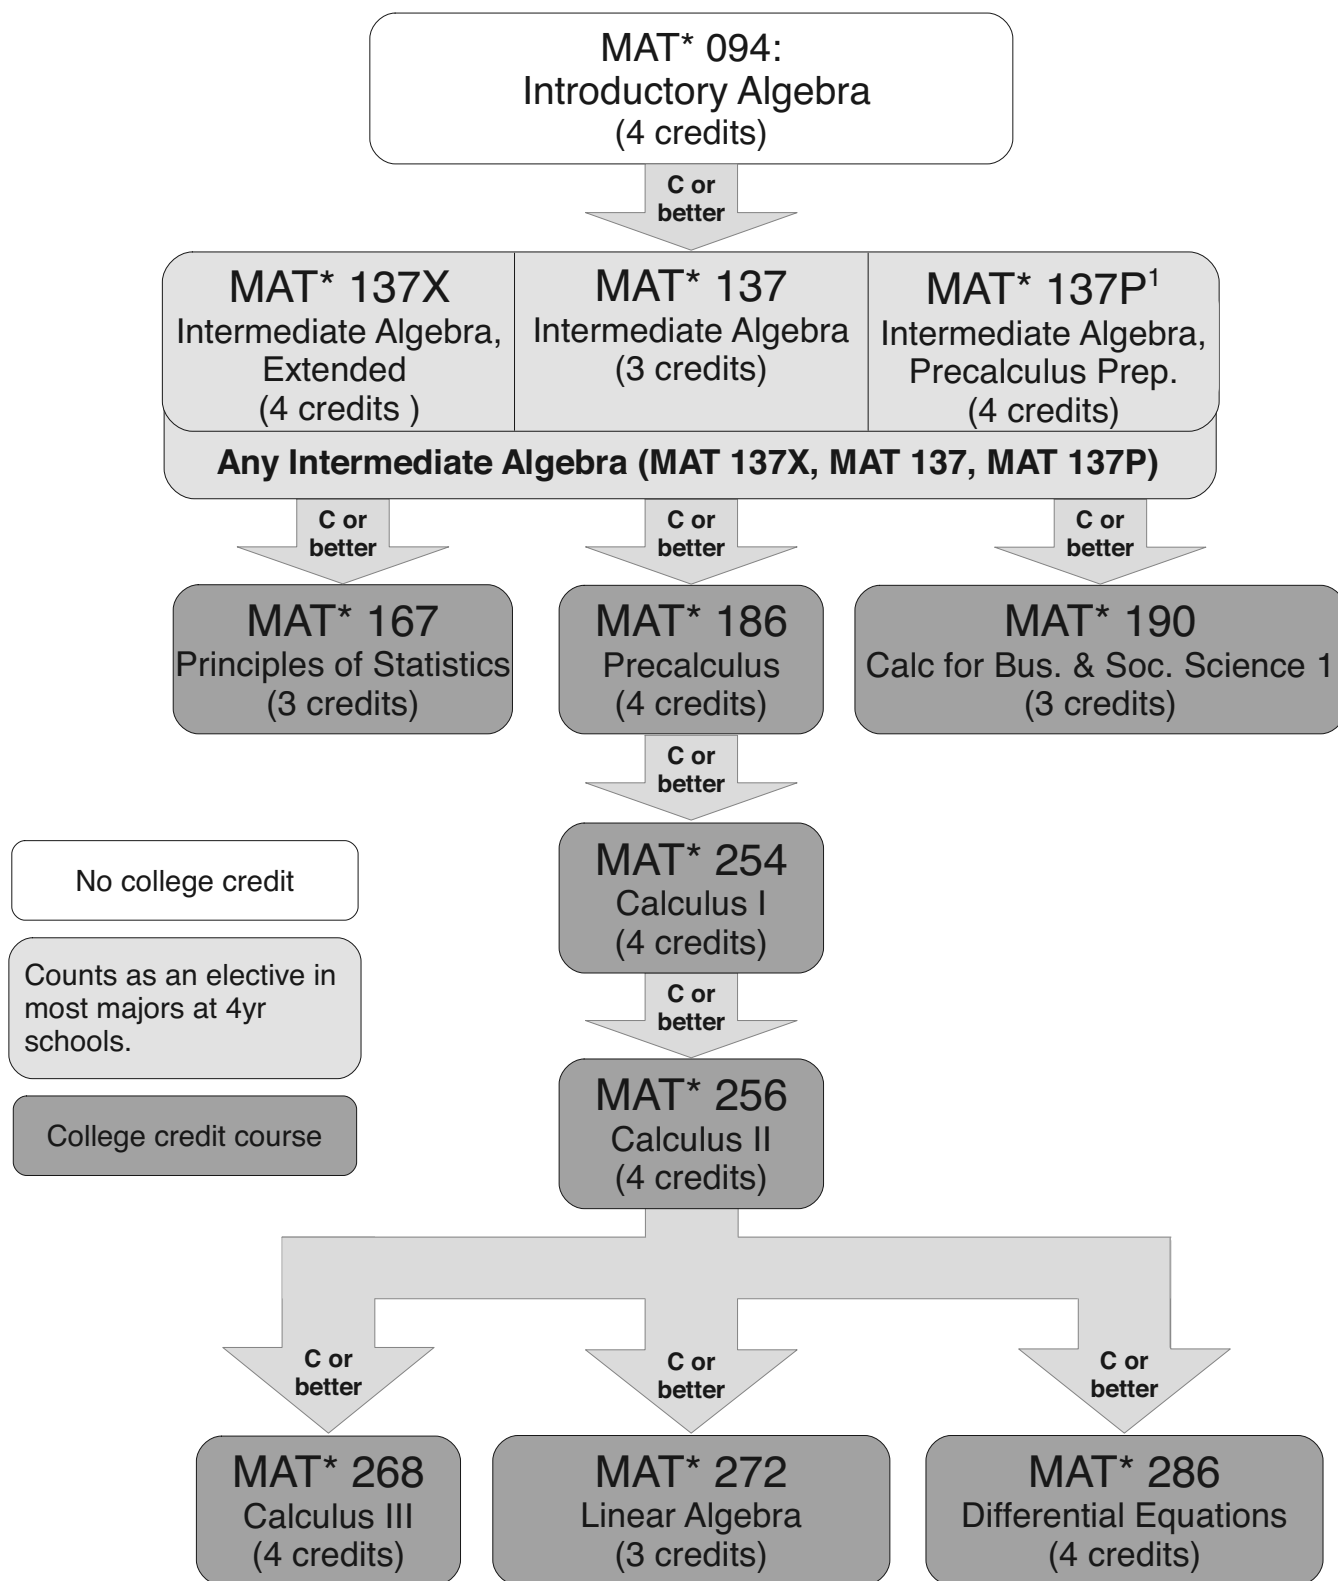 MAT* 094:
Introductory Algebra
(4 credits)
C or
better
MAT* 137X
Intermediate Algebra,
Extended
(4 credits )
MAT* 137
Intermediate Algebra
(3 credits)
MAT* 137P¹
Intermediate Algebra,
Precalculus Prep.
(4 credits)
Any Intermediate Algebra (MAT 137X, MAT 137, MAT 137P)
C or
better
C or
better
C or
better
MAT* 167
Principles of Statistics
(3 credits)
MAT* 186
Precalculus
(4 credits)
MAT* 190
Calc for Bus. & Soc. Science 1
(3 credits)
C or
better
MAT* 254
Calculus I
(4 credits)
No college credit
Counts as an elective in
most majors at 4yr
schools.
College credit course
C or
better
MAT* 256
Calculus II
(4 credits)
C or
better
C or
better
C or
better
MAT* 268
Calculus III
(4 credits)
MAT* 272
Linear Algebra
(3 credits)
MAT* 286
Differential Equations
(4 credits)